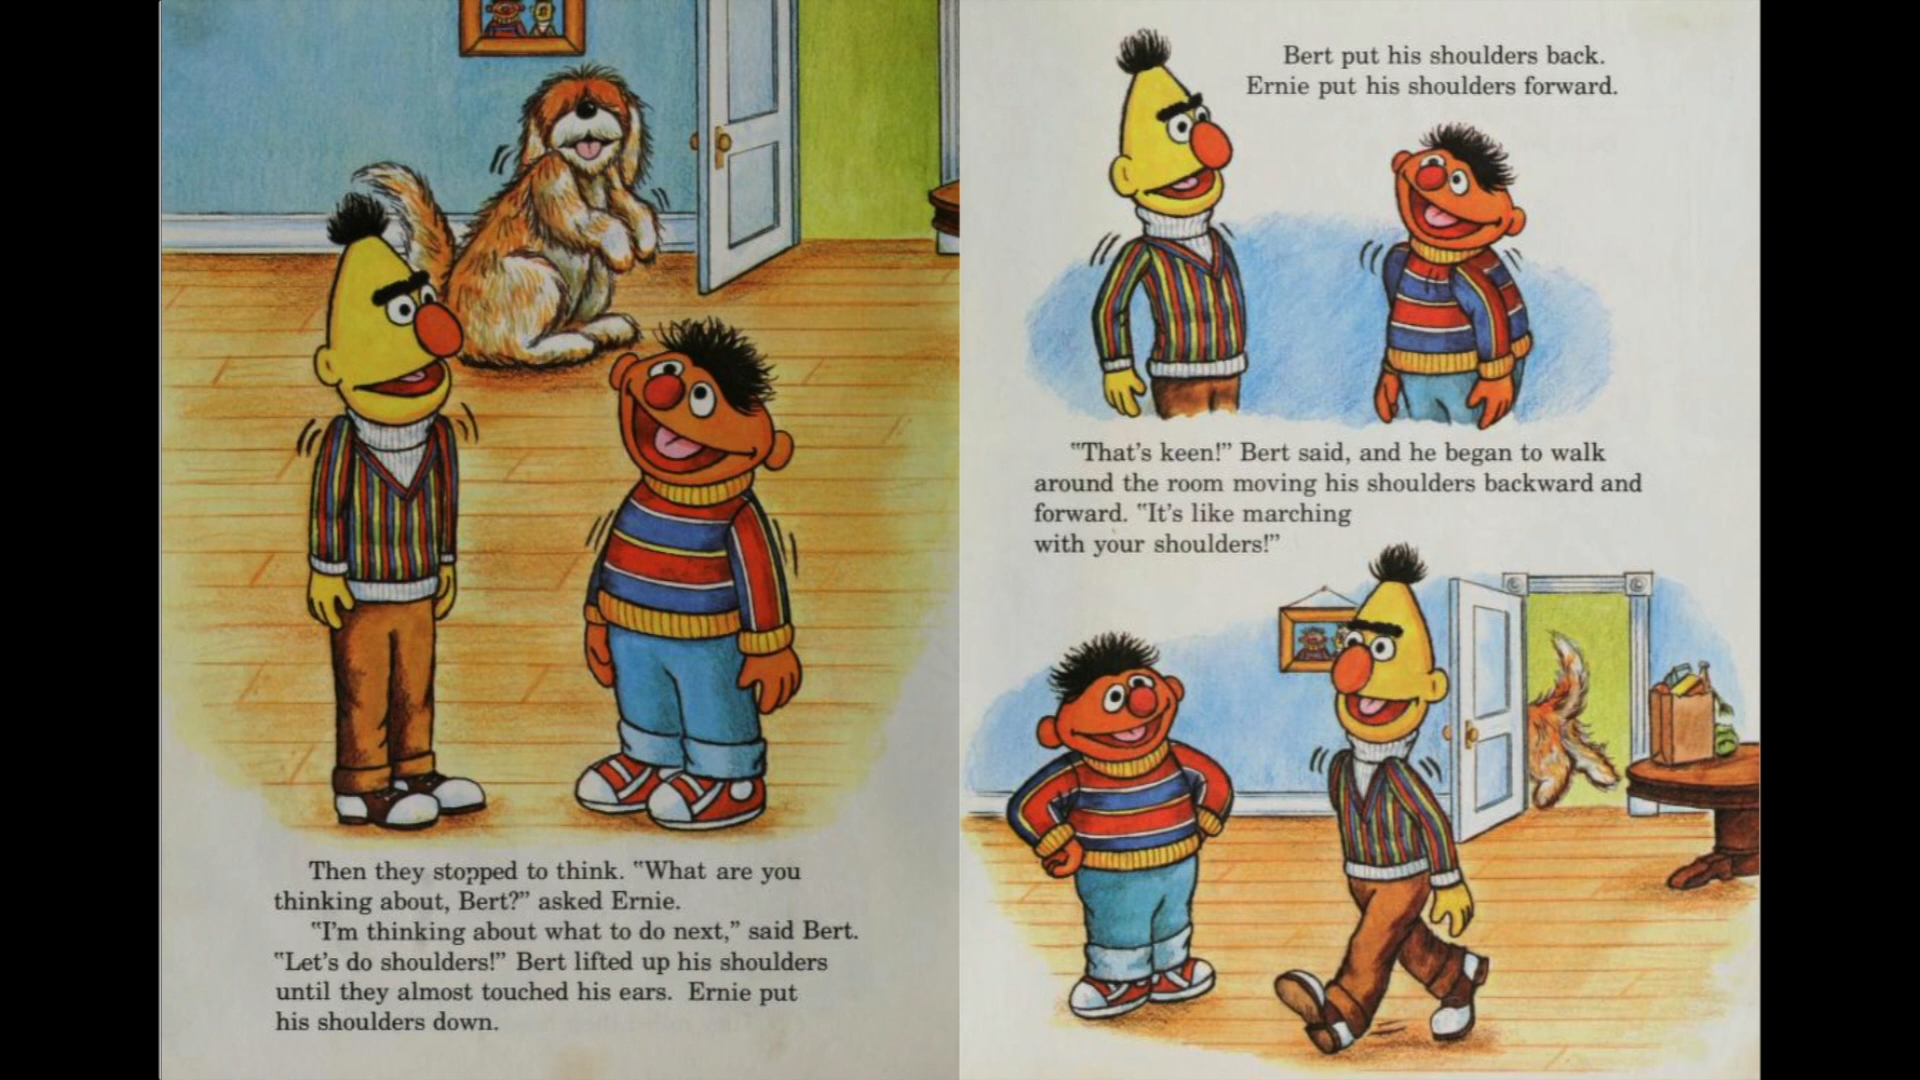 Then they stopped to think. "What are you
thinking about, Bert?" asked Ernie.
"I'm thinking about what to do next," said Bert.
"Let's do shoulders!" Bert lifted up his shoulders
until they almost touched his ears. Ernie put
his shoulders down.
Bert put his shoulders back.
Ernie put his shoulders forward.
"That's keen!" Bert said, and he began to walk
around the room moving his shoulders backward and
forward. "It's like marching
with your shoulders!"